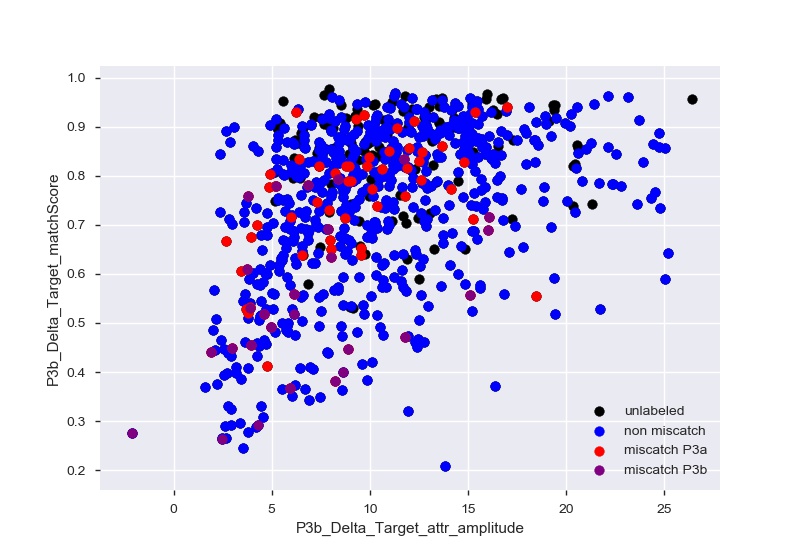 P3b_Delta_Target_matchScore
1.0
0.9
0.8
0.7
0.6
0.5
0.4
0.3
0.2
unlabeled
non miscatch
miscatch P3a
miscatch P3b
0 5 10 15 20 25
P3b_Delta_Target_attr_amplitude